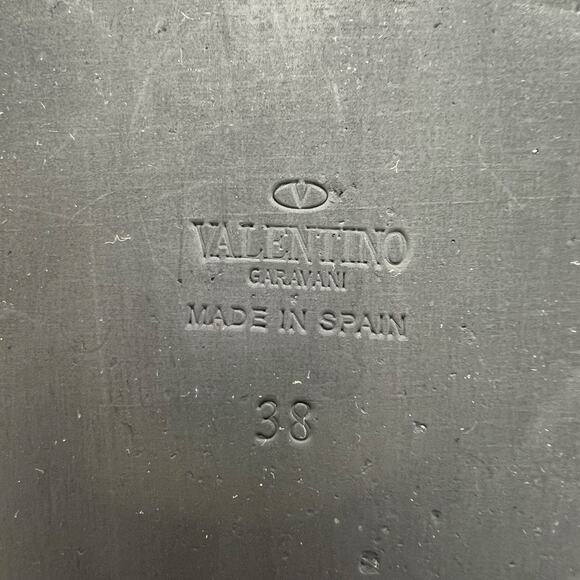 V
VALENTINO
GARAVANI
MADE IN SPAIN
38